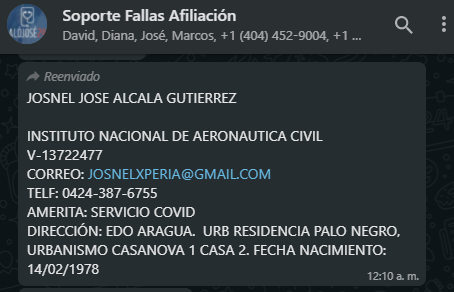 Soporte Fallas Afiliación
David, Diana, José, Marcos, +1 (404) 452-9004, +1 ...
Reenviado
JOSNEL JOSE ALCALA GUTIERREZ
INSTITUTO NACIONAL DE AERONAUTICA CIVIL
V-13722477
CORREO: JOSNELXPERIA@GMAIL.COM
TELF: 0424-387-6755
AMERITA: SERVICIO COVID
DIRECCIÓN: EDO ARAGUA. URB RESIDENCIA PALO NEGRO,
URBANISMO CASANOVA 1 CASA 2. FECHA NACIMIENTO:
14/02/1978
12:10 a. m.